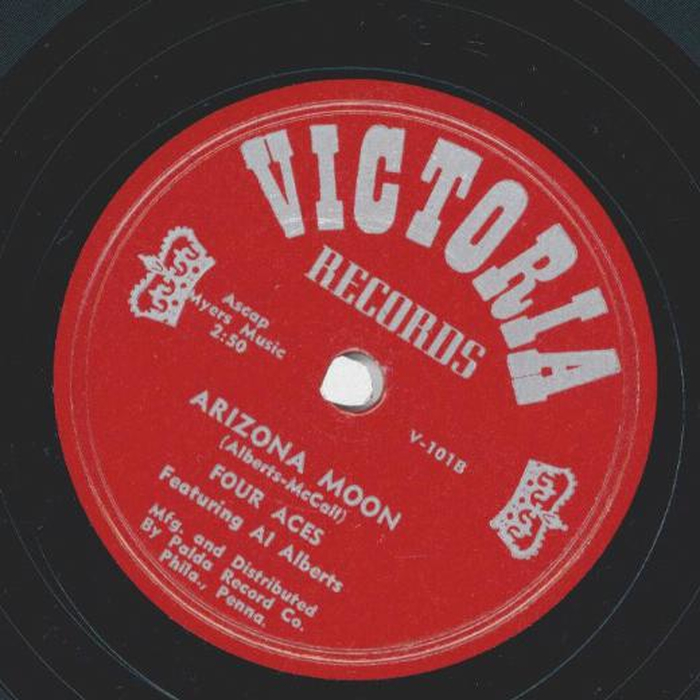 VICTORIA
RECORDS
Ascap
Myers Music
2:50
V-101B
ARIZONA MOON
(Alberts-McCall)
FOUR ACES
Featuring Al Alberts
Mfg. and Distributed
By Palda Record Co.
Phila., Penna.